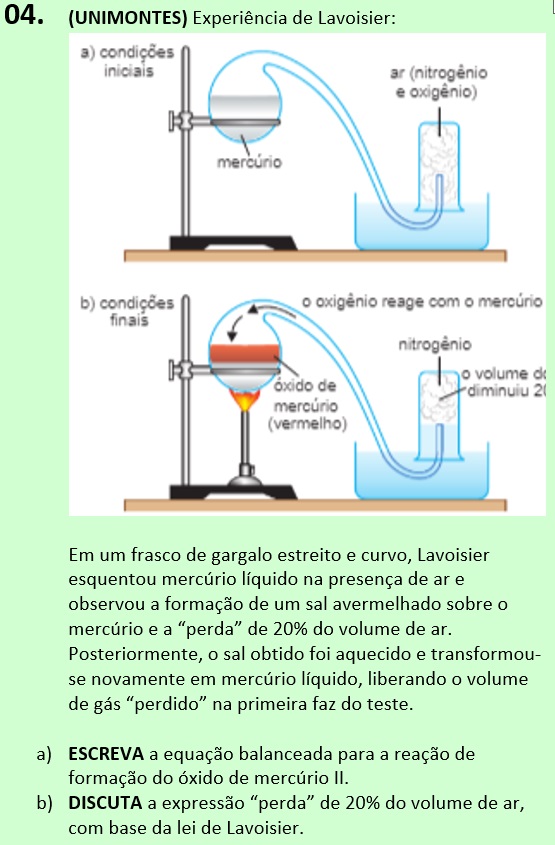 04. (UNIMONTES) Experiência de Lavoisier:
a) condições
iniciais
ar (nitrogênio
e oxigênio)
mercúrio
b) condições
finais
o oxigênio reage com o mercúrio
nitrogênio
o volume
diminuiu
óxido de
mercúrio
(vermelho)
Em um frasco de gargalo estreito e curvo, Lavoisier
esquentou mercúrio líquido na presença de ar e
observou a formação de um sal avermelhado sobre o
mercúrio e a “perda” de 20% do volume de ar.
Posteriormente, o sal obtido foi aquecido e transformou-
se novamente em mercúrio líquido, liberando o volume
de gás “perdido” na primeira faz do teste.
a) ESCREVA a equação balanceada para a reação de
formação do óxido de mercúrio II.
b) DISCUTA a expressão “perda” de 20% do volume de ar,
com base da lei de Lavoisier.